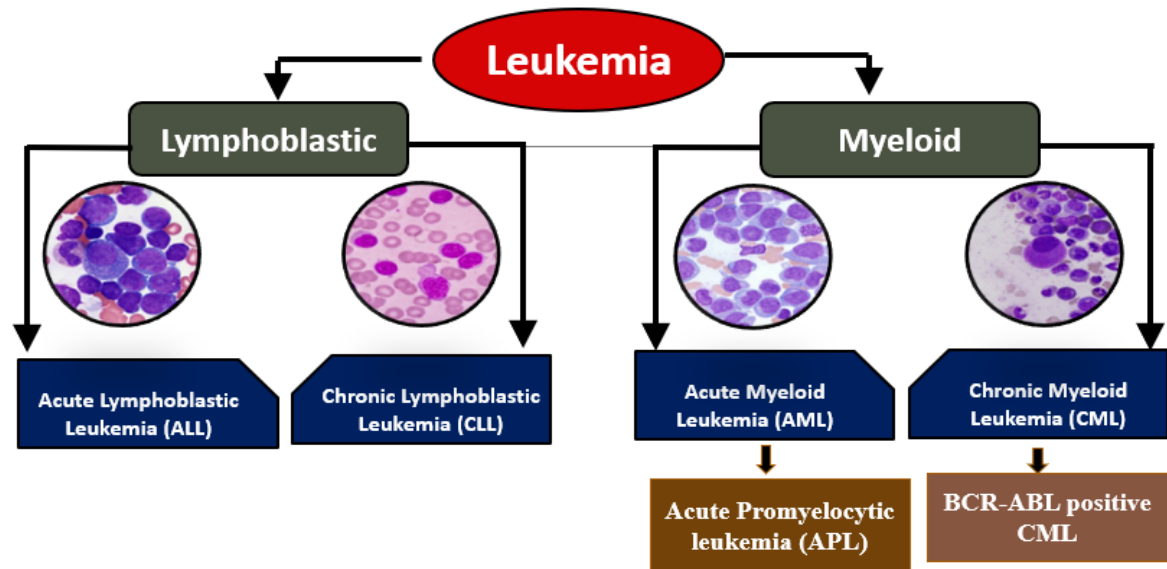 Leukemia
Lymphoblastic
Myeloid
Acute Lymphoblastic
Leukemia (ALL)
Chronic Lymphoblastic
Leukemia (CLL)
Acute Myeloid
Leukemia (AML)
Chronic Myeloid
Leukemia (CML)
Acute Promyelocytic
leukemia (APL)
BCR-ABL positive
CML